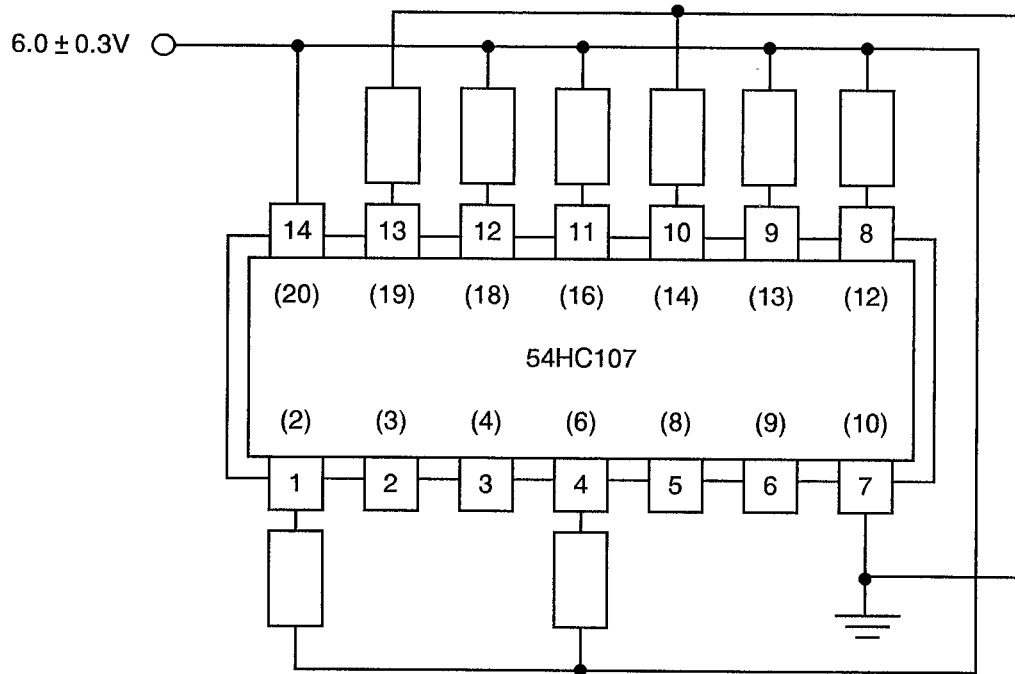 6.0 ± 0.3V
14 13 12 11 10 9 8
(20) (19) (18) (16) (14) (13) (12)
54HC107
(2) (3) (4) (6) (8) (9) (10)
1 2 3 4 5 6 7